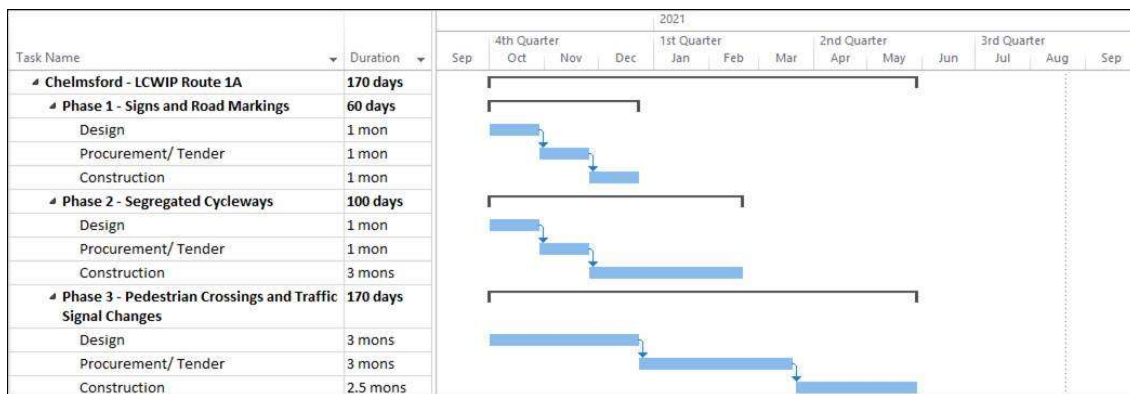 2021
4th Quarter 1st Quarter 2nd Quarter 3rd Quarter
Task Name Duration Sep Oct Nov Dec Jan Feb Mar Apr May Jun Jul Aug Sep
Chelmsford - LCWIP Route 1A 170 days
Phase 1 - Signs and Road Markings 60 days
Design 1 mon
Procurement/ Tender 1 mon
Construction 1 mon
Phase 2 - Segregated Cycleways 100 days
Design 1 mon
Procurement/ Tender 1 mon
Construction 3 mons
Phase 3 - Pedestrian Crossings and Traffic 170 days
Signal Changes
Design 3 mons
Procurement/ Tender 3 mons
Construction 2.5 mons